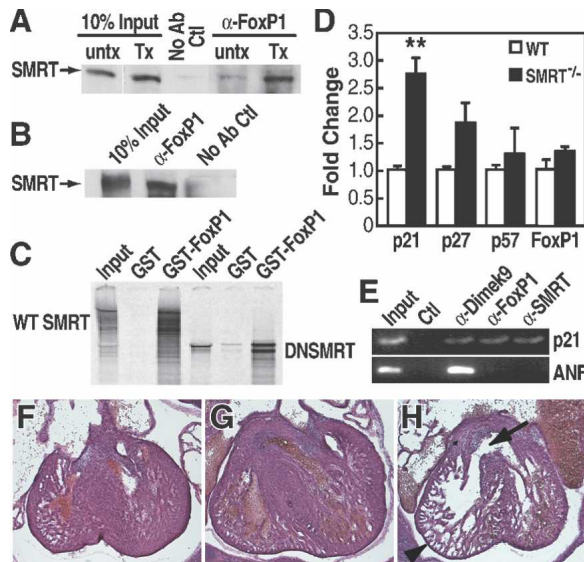 A
10% Input
No Ab Ctl
α-FoxP1
untx Tx untx Tx
SMRT
B
10% Input
α-FoxP1
No Ab Ctl
SMRT
C
Input
GST
GST-FoxP1
Input
GST
GST-FoxP1
WT SMRT
DNSMRT
D
Fold Change
3.5
3.0
2.5
2.0
1.5
1.0
0.5
0
**
WT
SMRT-/-
p21 p27 p57 FoxP1
E
Input
Ctl
α-Dimek9
α-FoxP1
α-SMRT
p21
ANF
F
G
H